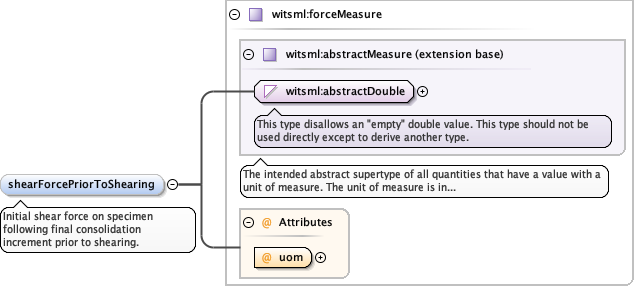 witsml:forceMeasure
witsml:abstractMeasure (extension base)
witsml:abstractDouble
This type disallows an "empty" double value. This type should not be
used directly except to derive another type.
The intended abstract supertype of all quantities that have a value with a
unit of measure. The unit of measure is in...
shearForcePriorToShearing
Initial shear force on specimen
following final consolidation
increment prior to shearing.
@ Attributes
@ uom